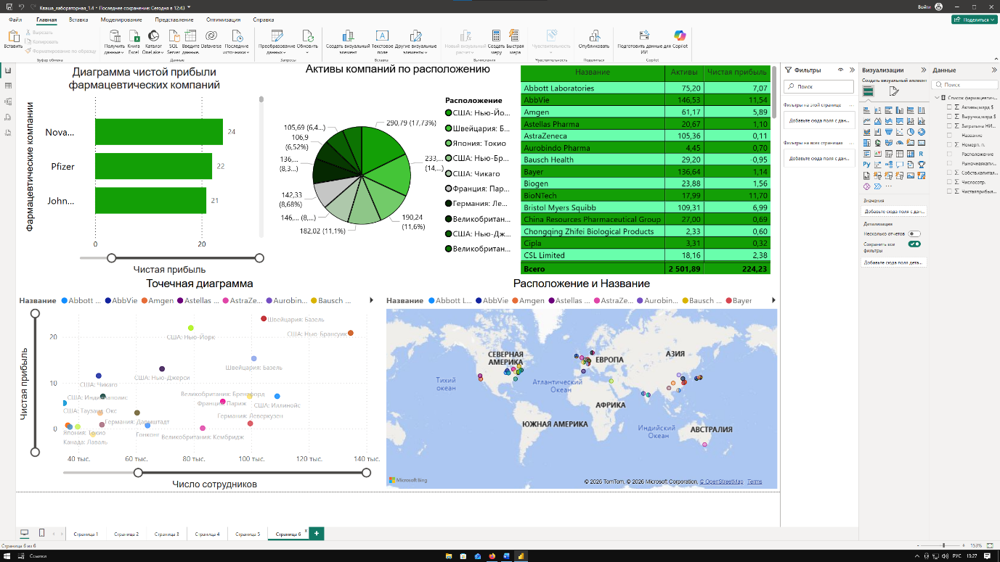 Кваша_лабораторная_1.4 • Последнее сохранение: Сегодня в 12:43
Войти
Файл
Главная
Вставка
Моделирование
Представление
Оптимизация
Справка
Поделиться
Вставить
Вырезать
Копировать
Форматирование по образцу
Буфер обмена
Получить данные
Книга Excel
Каталог OneLake
SQL Server
Введите данные.
Dataverse
Последние источники
Преобразование данных
Обновить
Запросы
Создать визуальный элемент
Текстовое поле
Другие визуальные элементы
Вставка
Новый визуальный расчет
Создать меру
Быстрая мера
Вычисления
Чувствительность
Чувствительность
Опубликовать
Поделиться
Подготовить данные для ИИ
Copilot
Copilot
Диаграмма чистой прибыли
фармацевтических компаний
Фармацевтические компании
Nova...
24
Pfizer
22
John...
21
0
20
Чистая прибыль
Активы компаний по расположению
105,69 (6,4...)
106,9
(6,52%)
136,...
(8,3...)
142,33
(8,68%)
146,... (8,...)
182,02 (11,1%)
190,24
(11,6%)
233,...
(14,...)
290,79 (17,73%)
Расположение
США: Нью-Йо...
Швейцария: Б...
Япония: Токио
США: Нью-Бр...
США: Чикаго
Франция: Пар...
Германия: Ле...
Великобритан...
США: Нью-Дж...
Великобритан...
Название Активы Чистая прибыль
Abbott Laboratories 75,20 7,07
AbbVie 146,53 11,54
Amgen 61,17 5,89
Astellas Pharma 20,67 1,10
AstraZeneca 105,36 0,11
Aurobindo Pharma 4,45 0,70
Bausch Health 29,20 -0,95
Bayer 136,64 1,14
Biogen 23,88 1,56
BioNTech 17,99 11,70
Bristol Myers Squibb 109,31 6,99
China Resources Pharmaceutical Group 27,00 0,69
Chongqing Zhifei Biological Products 2,33 0,60
Cipla 3,31 0,32
CSL Limited 18,16 2,38
Всего 2 501,89 224,23
Точечная диаграмма
Название Abbott ... AbbVie Amgen Astellas ... AstraZe... Aurobin... Bausch ...
Чистая прибыль
20
10
0
Швейцария: Базель
США: Нью-Йорк
США: Нью-Брансуик
Швейцария: Базель
США: Чикаго
США: Нью-Джерси
США: Индианаполис
Великобритания: Брентфорд
Франция: Париж
США: Иллинойс
США: Таузанд-Окс
Германия: Дармштадт
Германия: Леверкузен
Япония: Токио
Гонконг
Великобритания: Кембридж
Канада: Лаваль
40 тыс. 60 тыс. 80 тыс. 100 тыс. 120 тыс. 140 тыс.
Число сотрудников
Расположение и Название
Название Abbott L... AbbVie Amgen Astellas ... AstraZe... Aurobin... Bausch ... Bayer
СЕВЕРНАЯ
АМЕРИКА
ЕВРОПА
АЗИЯ
Тихий
океан
Атлантический
Океан
АФРИКА
ЮЖНАЯ АМЕРИКА
Индийский
Океан
АВСТРАЛИЯ
Microsoft Bing
© 2026 TomTom, © 2026 Microsoft Corporation, © OpenStreetMap Terms
Фильтры
Поиск
Фильтры на этой странице ...
Добавьте сюда поля с дан...
Фильтры на всех страницах ...
Добавьте сюда поля с дан...
Визуализации
Создать визуальный элемент
Значения
Добавьте сюда поля с дан...
Детализация
Несколько отчетов
Сохранить все
фильтры
Добавьте сюда поля дета...
Данные
Поиск
Список фармацевтич...
Активы,млрд $
Выручка,млрд $
Затратына НИ...
Название
Номерп. п.
Расположение
Рыночнаякапи...
Собств.капитал...
Числосотр.
Чистаяприбыл...
Страница 1
Страница 2
Страница 3
Страница 4
Страница 5
Страница 6
Страница 6 из 6
153%
Ссылки
РУС
13:27